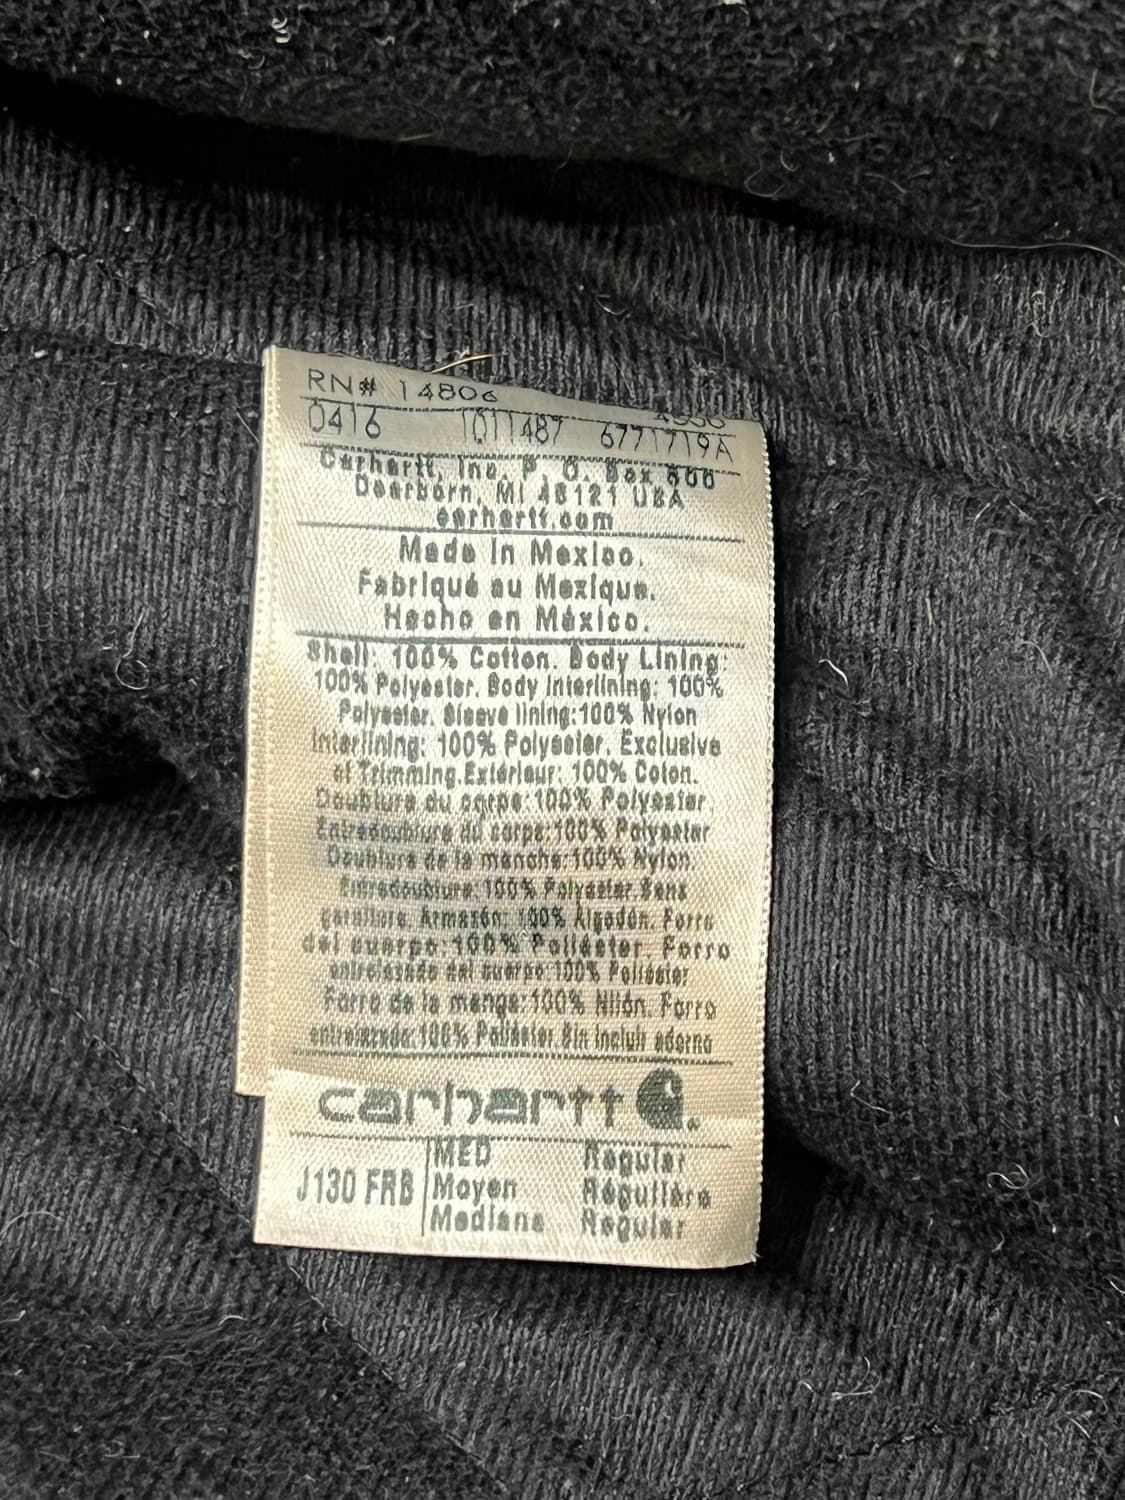 RN# 14806
0416 1011487 6771719A
Carhartt, Inc. P. O. Box 600
Dearborn, MI 48121 USA
carhartt.com
Made In Mexico.
Fabriqué au Mexique.
Hecho en México.
Shell: 100% Cotton. Body Lining:
100% Polyester. Body Interlining: 100%
Polyester. Sleeve lining:100% Nylon
Interlining: 100% Polyester. Exclusive
of Trimming.Extérieur: 100% Coton.
Doublure du corps:100% Polyester
Entredoublure du corps:100% Polyester
Doublure de la manche:100% Nylon.
Entredoublure:100% Polyester.Sans
garniture. Armazón: 100% Algodón. Forro
del cuerpo:100% Poliéster. Forro
entrelazado del cuerpo:100% Poliéster
Forro de la manga:100% Nilón. Forro
entrelazado:100% Poliéster.Sin incluir adorno
carhartt
J130 FRB
MED Regular
Moyen Régulière
Mediana Regular